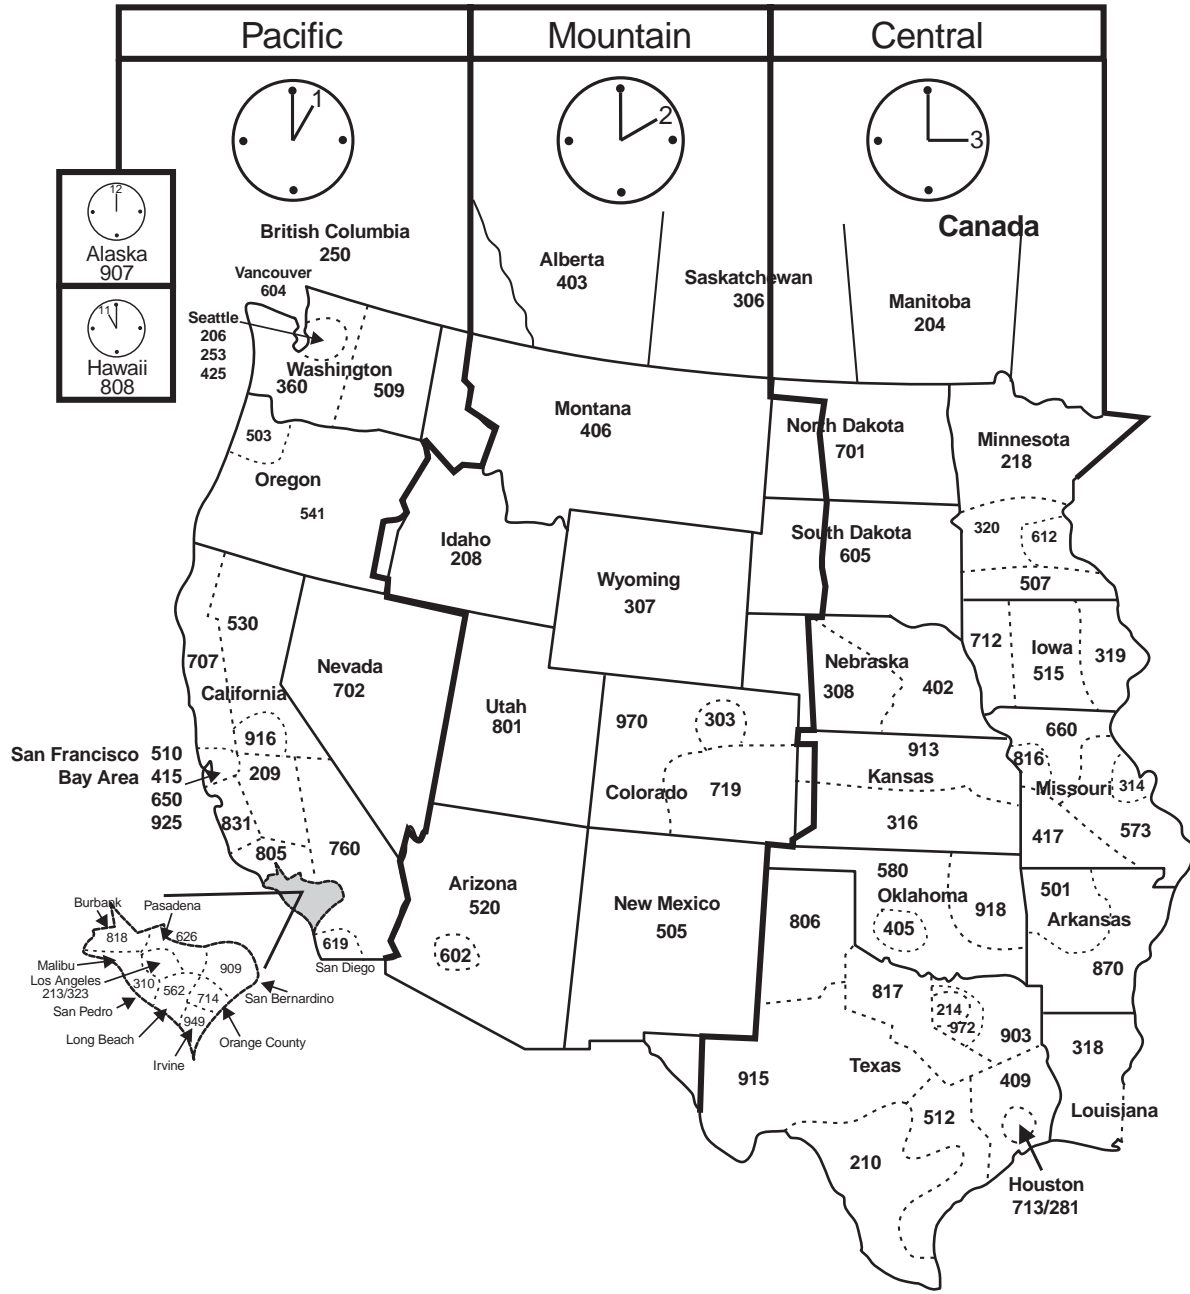 Pacific
Mountain
Central
1
2
3
12
Alaska
907
11
Hawaii
808
British Columbia
250
Vancouver
604
Alberta
403
Saskatchewan
306
Canada
Manitoba
204
Seattle
206
253
425
Washington
360
509
503
Oregon
541
Montana
406
North Dakota
701
Minnesota
218
320
612
507
Idaho
208
Wyoming
307
South Dakota
605
530
707
California
916
209
Nevada
702
Utah
801
970
303
Colorado
719
Nebraska
308
402
712
Iowa
515
319
San Francisco
Bay Area
510
415
650
925
831
805
760
913
Kansas
316
660
816
Missouri
314
417
573
Arizona
520
602
New Mexico
505
580
Oklahoma
918
405
501
Arkansas
870
806
619
San Diego
Burbank
Pasadena
818
626
Malibu
Los Angeles
213/323
310
562
909
714
San Bernardino
San Pedro
949
Long Beach
Orange County
Irvine
817
214
972
903
Texas
915
409
512
210
318
Louisiana
Houston
713/281